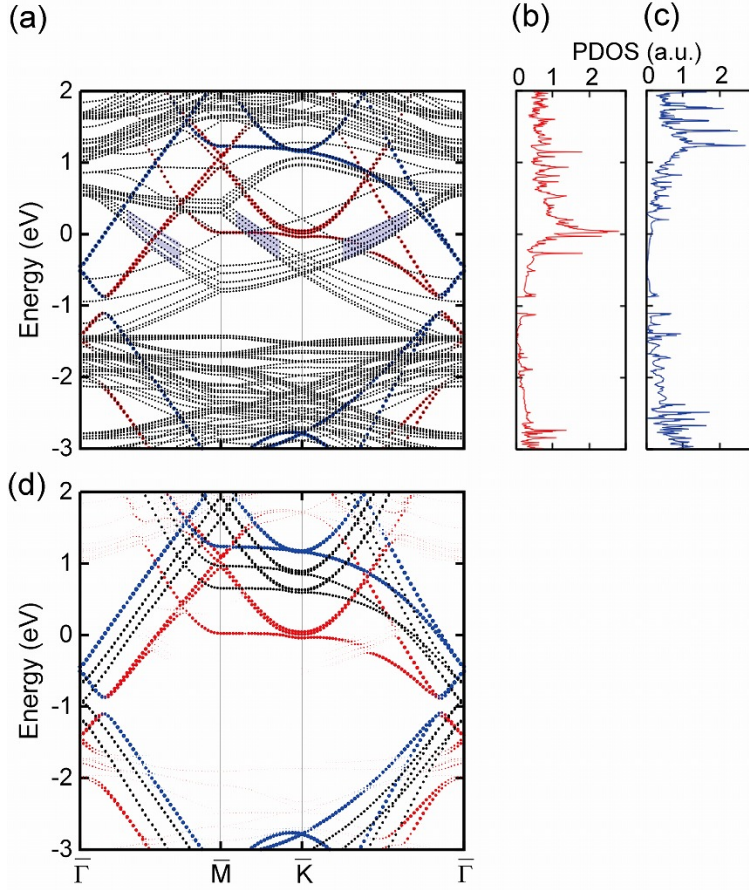 (a)
(b)
(c)
PDOS (a.u.)
0 1 2
0 1 2
2
1
0
-1
-2
-3
Energy (eV)
(d)
2
1
0
-1
-2
-3
Energy (eV)
Γ̅ M̅ K̅ Γ̅